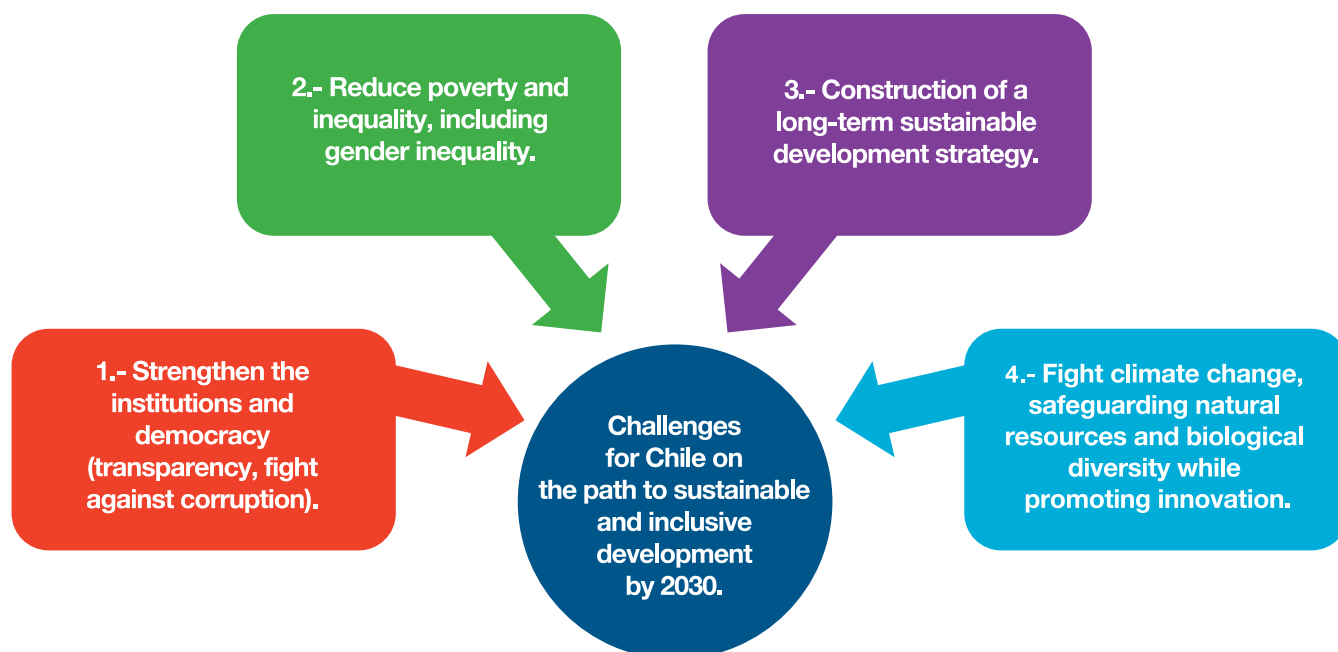 1.- Strengthen the
institutions and
democracy
(transparency, fight
against corruption).
2.- Reduce poverty and
inequality, including
gender inequality.
3.- Construction of a
long-term sustainable
development strategy.
4.- Fight climate change,
safeguarding natural
resources and biological
diversity while
promoting innovation.
Challenges
for Chile on
the path to sustainable
and inclusive
development
by 2030.